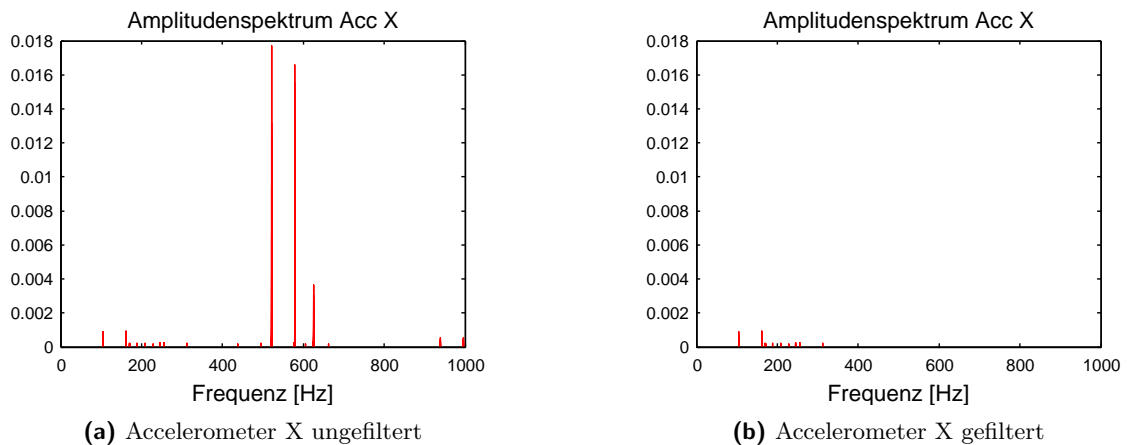 Amplitudenspektrum Acc X
0.018
0.016
0.014
0.012
0.01
0.008
0.006
0.004
0.002
0
0 200 400 600 800 1000
Frequenz [Hz]
(a) Accelerometer X ungefiltert
Amplitudenspektrum Acc X
0.018
0.016
0.014
0.012
0.01
0.008
0.006
0.004
0.002
0
0 200 400 600 800 1000
Frequenz [Hz]
(b) Accelerometer X gefiltert